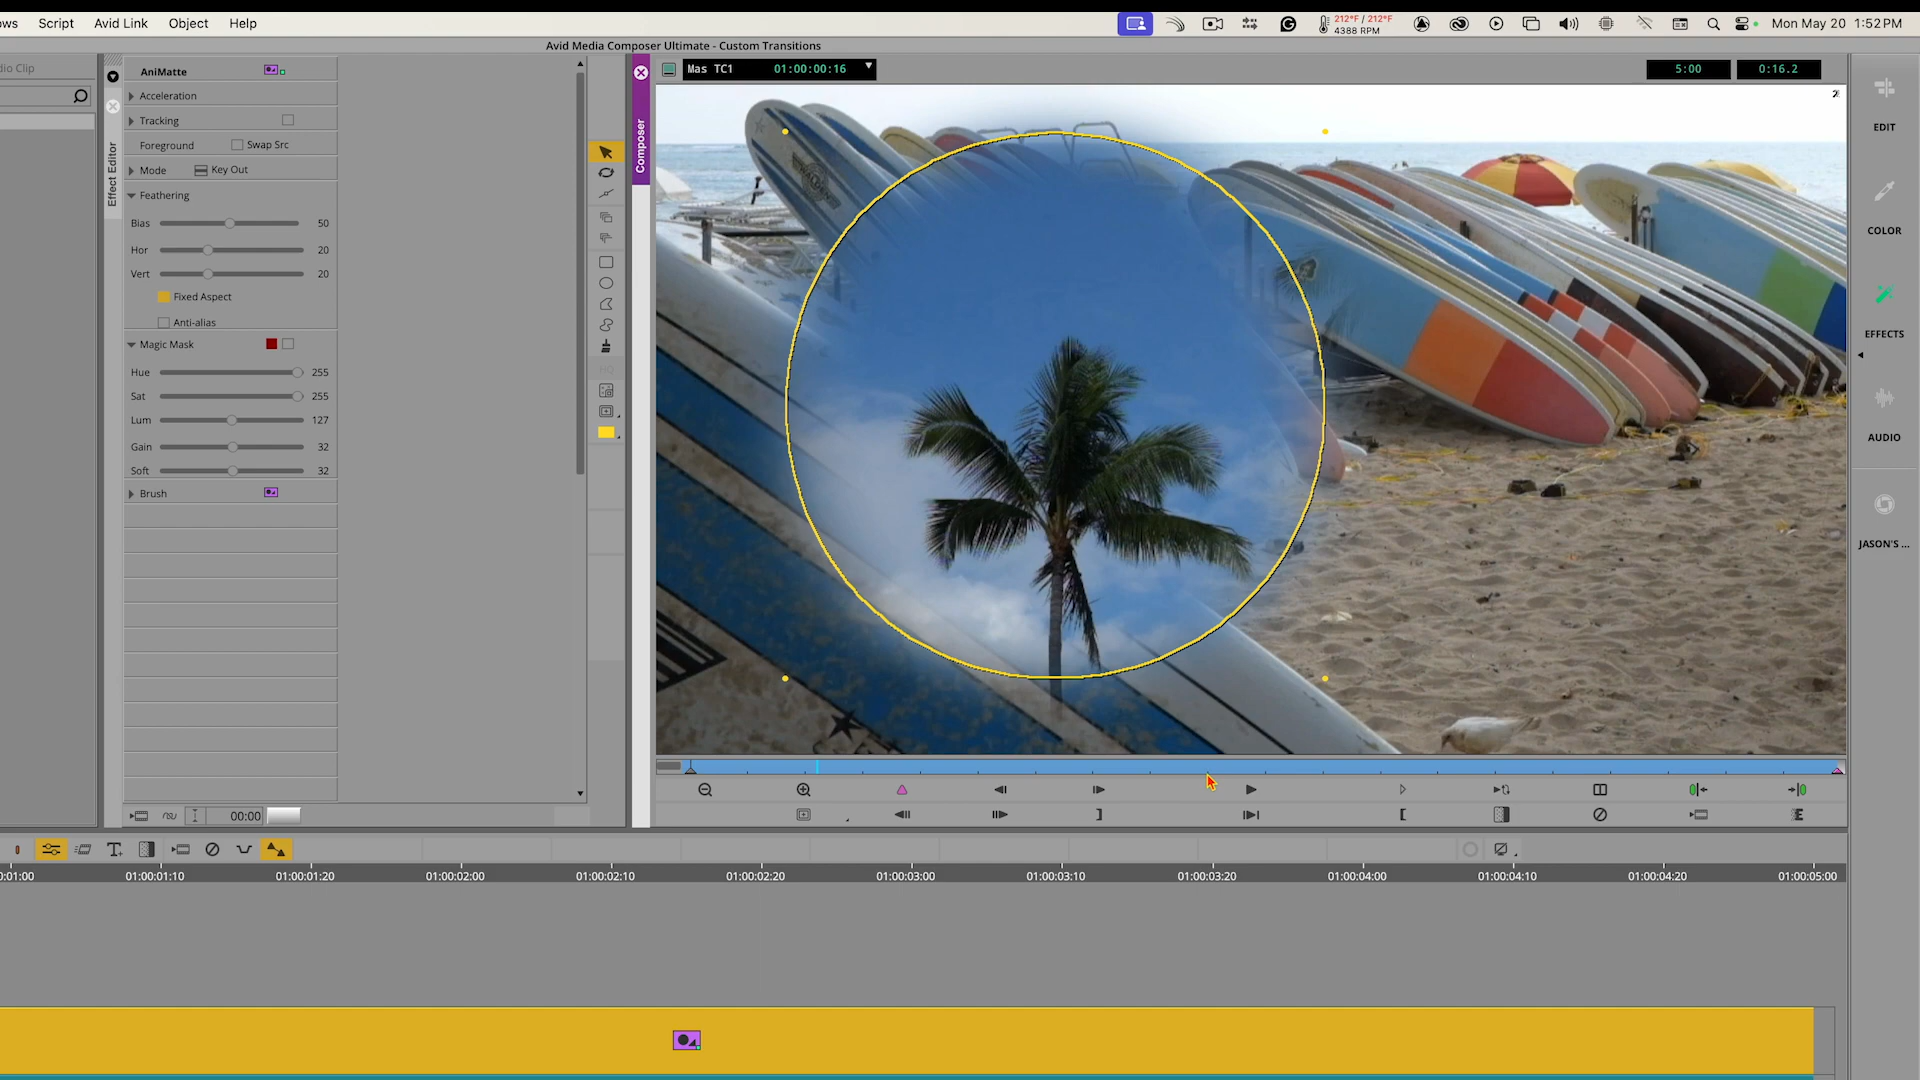 ows Script Avid Link Object Help
212°F / 212°F
4388 RPM
Mon May 20 1:52 PM
Avid Media Composer Ultimate - Custom Transitions
dio Clip
Effect Editor
AniMatte
Acceleration
Tracking
Foreground Swap Src
Mode Key Out
Feathering
Bias 50
Hor 20
Vert 20
Fixed Aspect
Anti-alias
Magic Mask
Hue 255
Sat 255
Lum 127
Gain 32
Soft 32
Brush
00:00
Composer
Mas TC1 01:00:00:16
5:00 0:16.2
2
EDIT
COLOR
EFFECTS
AUDIO
JASON'S ...
0:01:00 01:00:01:10 01:00:01:20 01:00:02:00 01:00:02:10 01:00:02:20 01:00:03:00 01:00:03:10 01:00:03:20 01:00:04:00 01:00:04:10 01:00:04:20 01:00:05:00